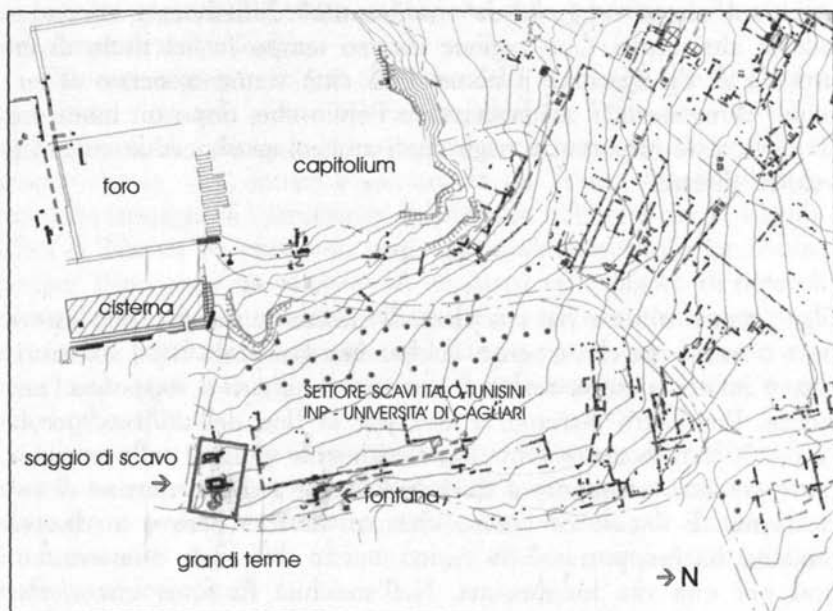 foro
capitolium
cisterna
SETTORE SCAVI ITALO TUNISINI
INP - UNIVERSITA' DI CAGLIARI
saggio di scavo
fontana
grandi terme
N